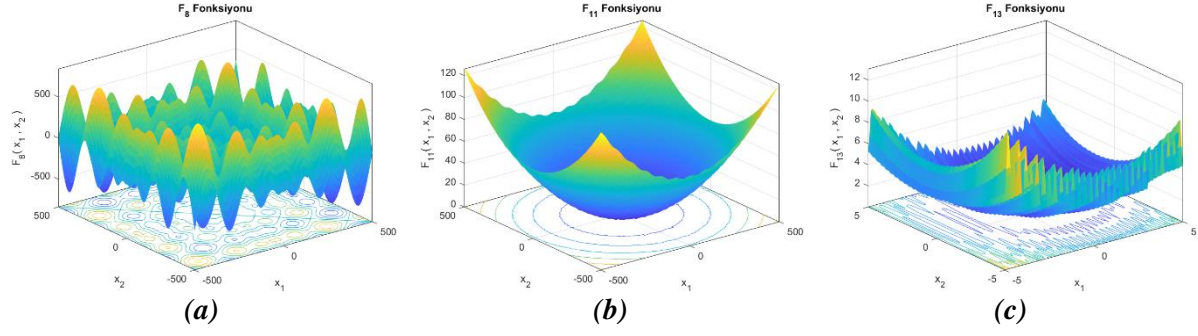 F8 Fonksiyonu
F8( x1 , x2 )
500
0
-500
500
0
-500
-500
0
500
x2
x1
(a)
F11 Fonksiyonu
F11( x1 , x2 )
120
100
80
60
40
20
0
500
0
-500
-500
0
500
x2
x1
(b)
F13 Fonksiyonu
F13( x1 , x2 )
12
10
8
6
4
2
5
0
-5
-5
0
5
x2
x1
(c)